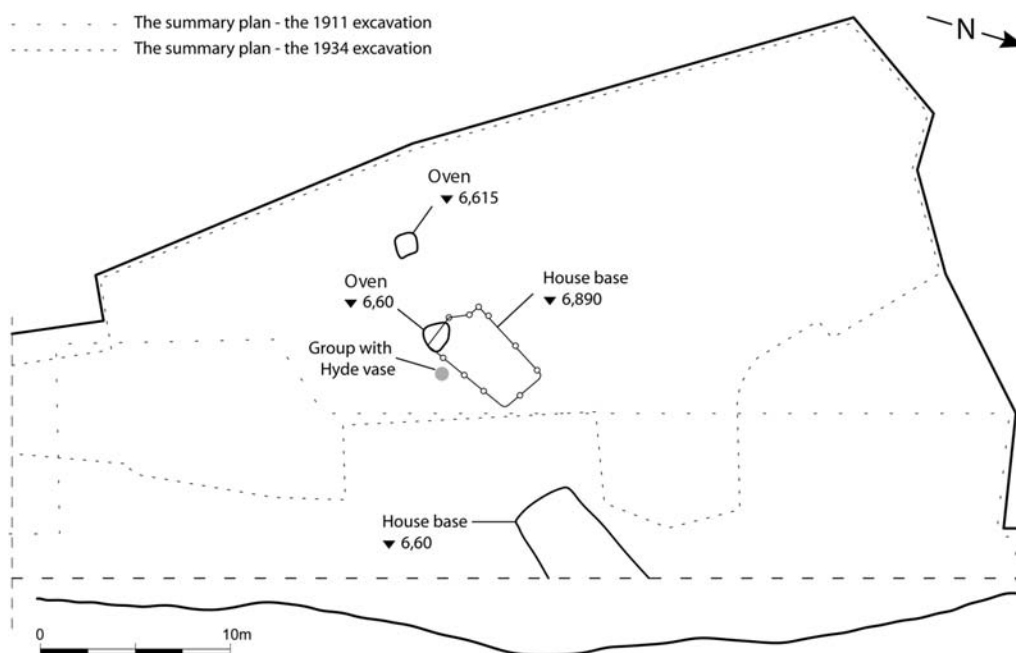 The summary plan - the 1911 excavation
The summary plan - the 1934 excavation
N
Oven
▼ 6,615
Oven
▼ 6,60
House base
▼ 6,890
Group with
Hyde vase
House base
▼ 6,60
0 10m